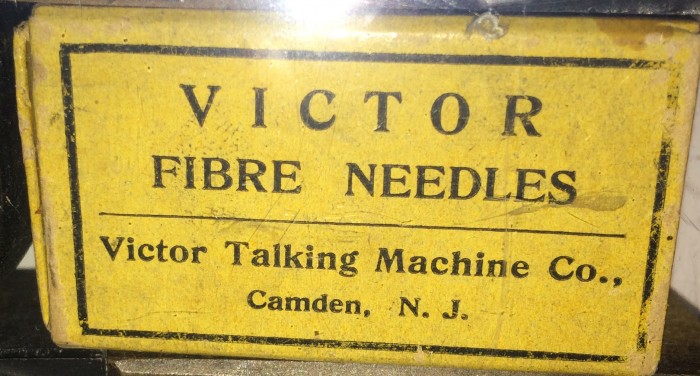 VICTOR
FIBRE NEEDLES
Victor Talking Machine Co.,
Camden, N. J.